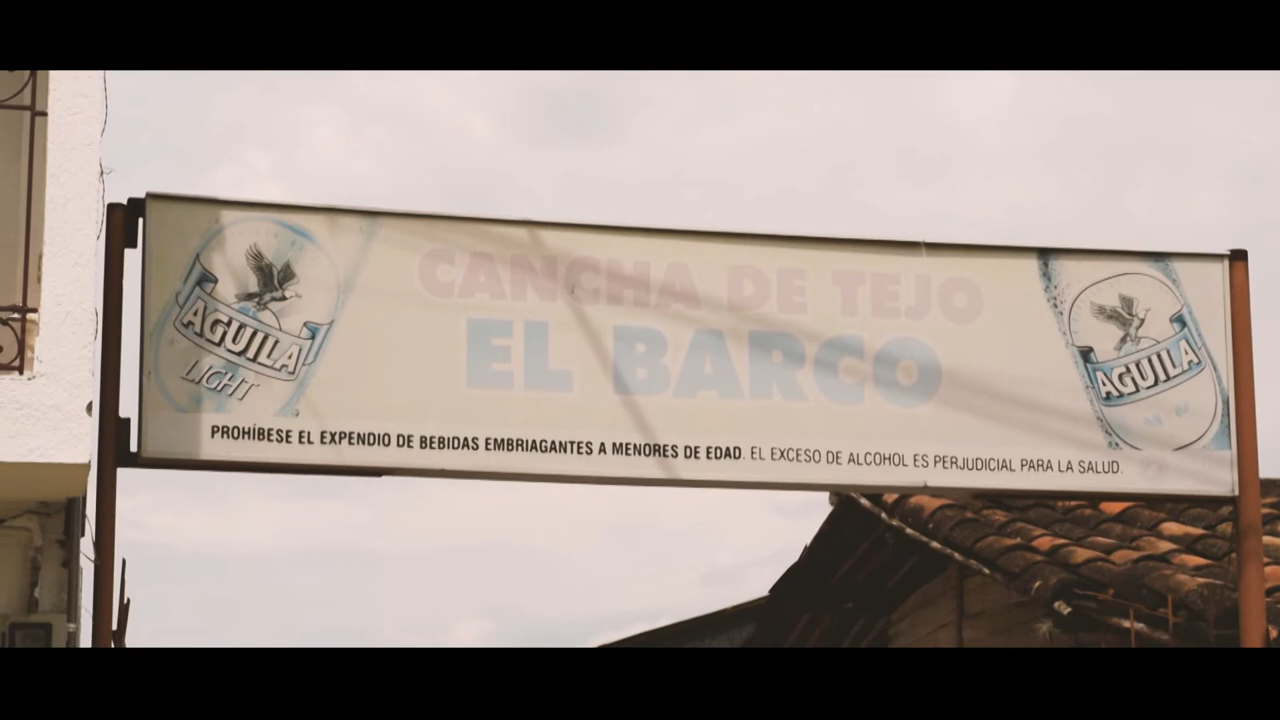 CANCHA DE TEJO
EL BARCO
AGUILA
LIGHT
AGUILA
PROHÍBESE EL EXPENDIO DE BEBIDAS EMBRIAGANTES A MENORES DE EDAD. EL EXCESO DE ALCOHOL ES PERJUDICIAL PARA LA SALUD.